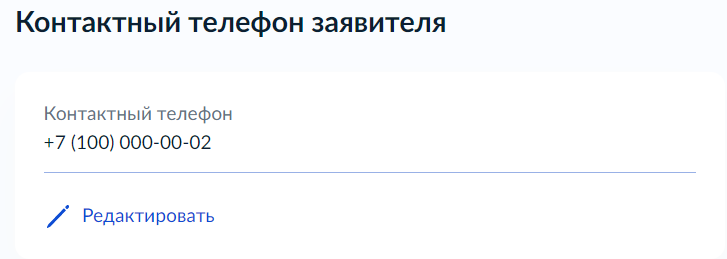 Контактный телефон заявителя
Контактный телефон
+7 (100) 000-00-02
Редактировать